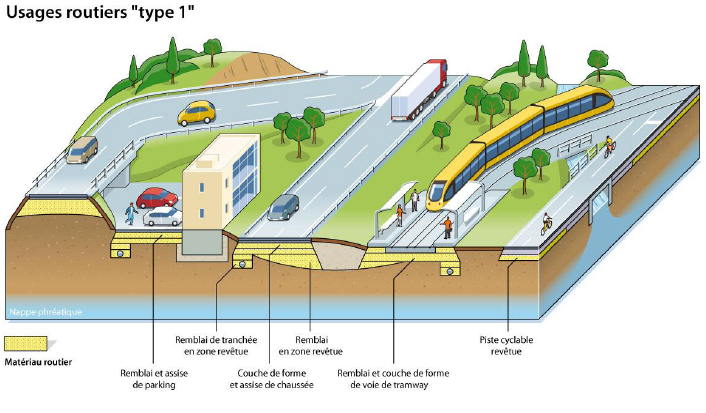 Usages routiers "type 1"
Nappe phréatique
Matériau routier
Remblai et assise
de parking
Remblai de tranchée
en zone revêtue
Couche de forme
et assise de chaussée
Remblai
en zone revêtue
Remblai et couche de forme
de voie de tramway
Piste cyclable
revêtue